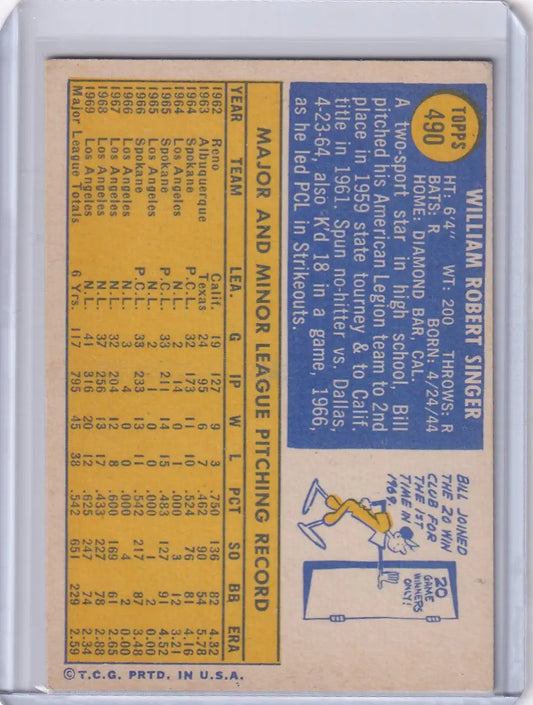 TOPPS
490
WILLIAM ROBERT SINGER
HT: 6'4" WT: 200 THROWS: R
BATS: R BORN: 4/24/44
HOME: DIAMOND BAR, CAL.
A two-sport star in high school, Bill
pitched his American Legion team to 2nd
place in 1959 state tourney & to Calif.
title in 1961. Spun no-hitter vs. Dallas,
4-23-64, also K'd 18 in a game, 1966,
as he led PCL in Strikeouts.
BILL JOINED
THE 20 WIN
CLUB FOR
THE 1ST
TIME IN
1969.
20
GAME
WINNERS
ONLY!
MAJOR AND MINOR LEAGUE PITCHING RECORD
YEAR TEAM LEA. G IP W L PCT SO BB ERA
1962 Reno Calif. 19 127 9 3 .750 136 82 4.82
1963 Albuquerque Texas 24 95 6 7 .462 90 54 5.78
1964 Spokane P.C.L. 32 173 11 10 .524 76 81 4.16
1964 Los Angeles N.L. 2 14 0 1 .000 3 12 3.21
1965 Spokane P.C.L. 36 178 14 15 .483 127 91 4.52
1965 Los Angeles N.L. 2 1 0 0 .000 1 2 0.00
1966 Spokane P.C.L. 33 233 13 11 .542 217 87 3.48
1966 Los Angeles N.L. 3 4 0 0 .000 4 2 0.00
1967 Los Angeles N.L. 32 204 12 8 .600 169 61 2.65
1968 Los Angeles N.L. 37 256 13 17 .433 227 78 2.88
1969 Los Angeles N.L. 41 316 20 12 .625 247 74 2.34
Major League Totals 6 Yrs. 117 795 45 38 .542 651 229 2.59
© T.C.G. PRTD. IN U.S.A.